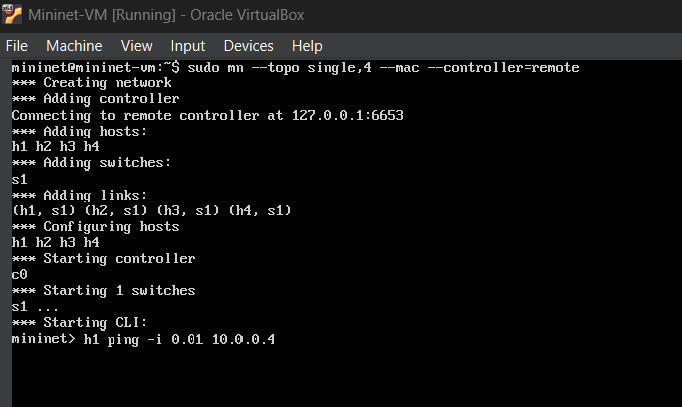 Mininet-VM [Running] - Oracle VirtualBox
File Machine View Input Devices Help
mininet@mininet-vm:~$ sudo mn --topo single,4 --mac --controller=remote
*** Creating network
*** Adding controller
Connecting to remote controller at 127.0.0.1:6653
*** Adding hosts:
h1 h2 h3 h4
*** Adding switches:
s1
*** Adding links:
(h1, s1) (h2, s1) (h3, s1) (h4, s1)
*** Configuring hosts
h1 h2 h3 h4
*** Starting controller
c0
*** Starting 1 switches
s1 ...
*** Starting CLI:
mininet> h1 ping -i 0.01 10.0.0.4